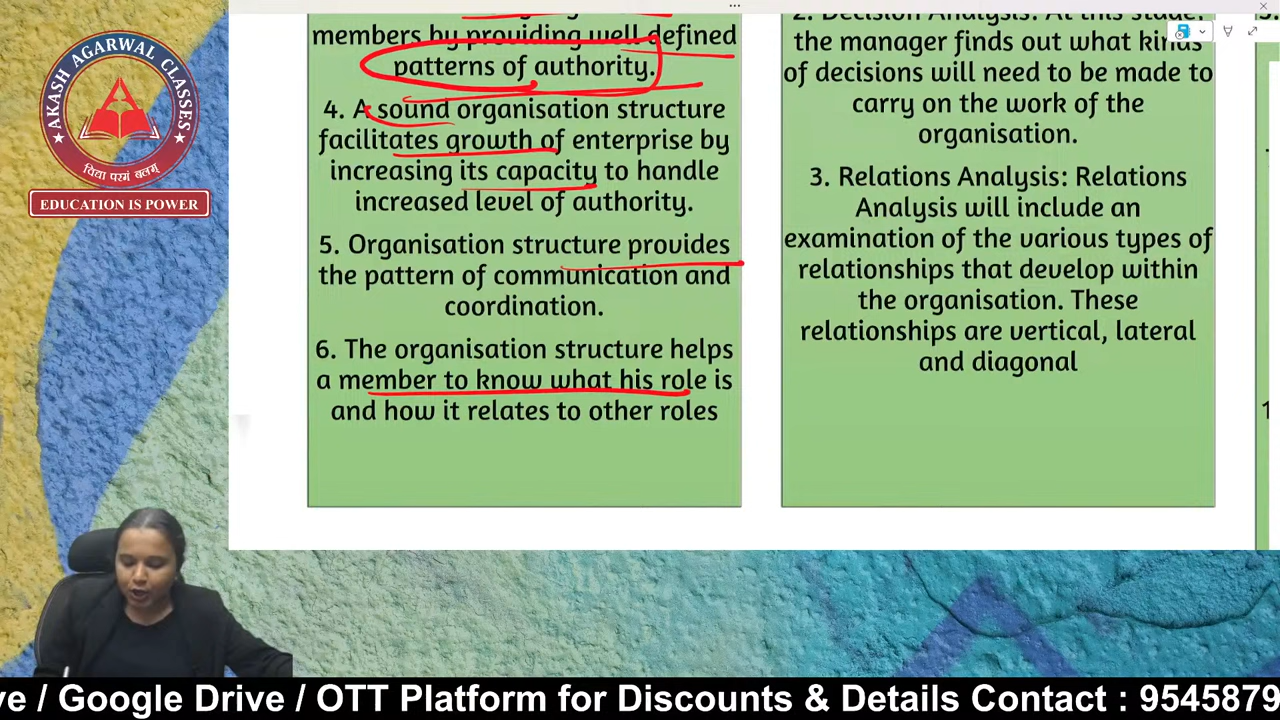 AKASH AGARWAL CLASSES
विद्या परमं बलम्
EDUCATION IS POWER
members by providing well defined
patterns of authority.
4. A sound organisation structure
facilitates growth of enterprise by
increasing its capacity to handle
increased level of authority.
5. Organisation structure provides
the pattern of communication and
coordination.
6. The organisation structure helps
a member to know what his role is
and how it relates to other roles
2. Decision Analysis: At this stage,
the manager finds out what kinds
of decisions will need to be made to
carry on the work of the
organisation.
3. Relations Analysis: Relations
Analysis will include an
examination of the various types of
relationships that develop within
the organisation. These
relationships are vertical, lateral
and diagonal
ve / Google Drive / OTT Platform for Discounts & Details Contact : 9545879